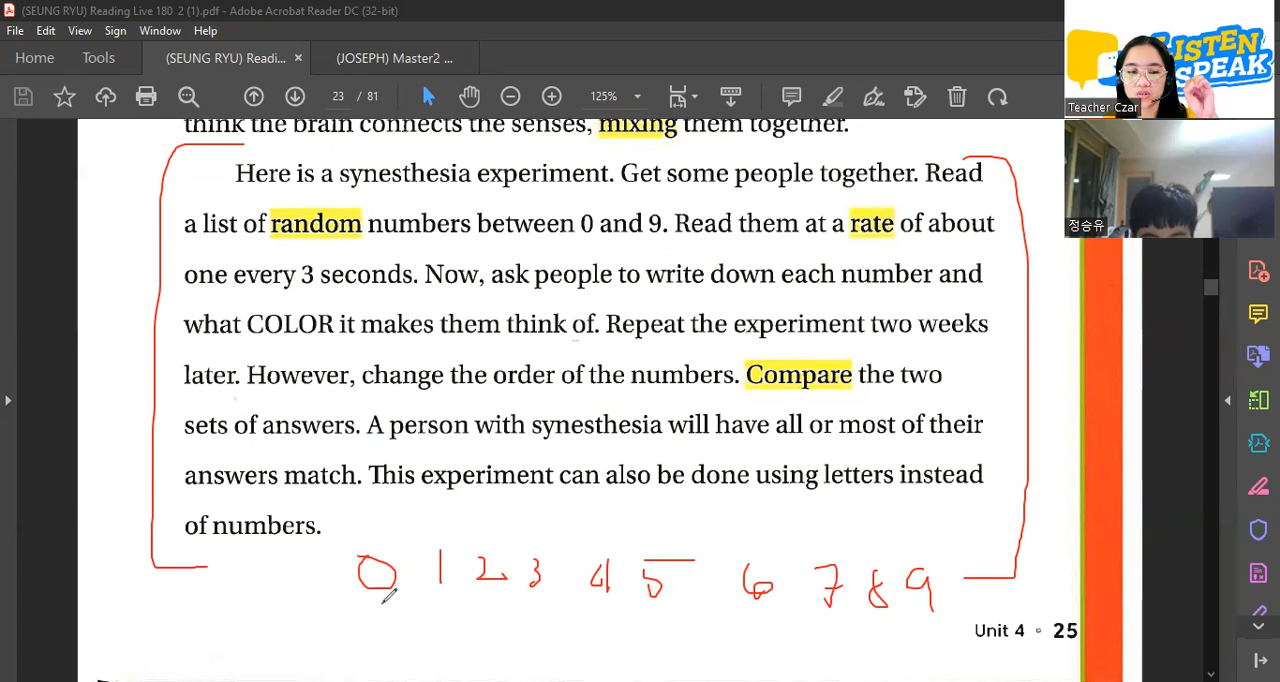 (SEUNG RYU) Reading Live 180 2 (1).pdf - Adobe Acrobat Reader DC (32-bit)
File Edit View Sign Window Help
Home Tools (SEUNG RYU) Readi... × (JOSEPH) Master2 ...
23 / 81 125%
LISTEN
SPEAK
Teacher Czar
정승유
think the brain connects the senses, mixing them together.
Here is a synesthesia experiment. Get some people together. Read
a list of random numbers between 0 and 9. Read them at a rate of about
one every 3 seconds. Now, ask people to write down each number and
what COLOR it makes them think of. Repeat the experiment two weeks
later. However, change the order of the numbers. Compare the two
sets of answers. A person with synesthesia will have all or most of their
answers match. This experiment can also be done using letters instead
of numbers.
0 1 2 3 4 5 6 7 8 9
Unit 4 • 25